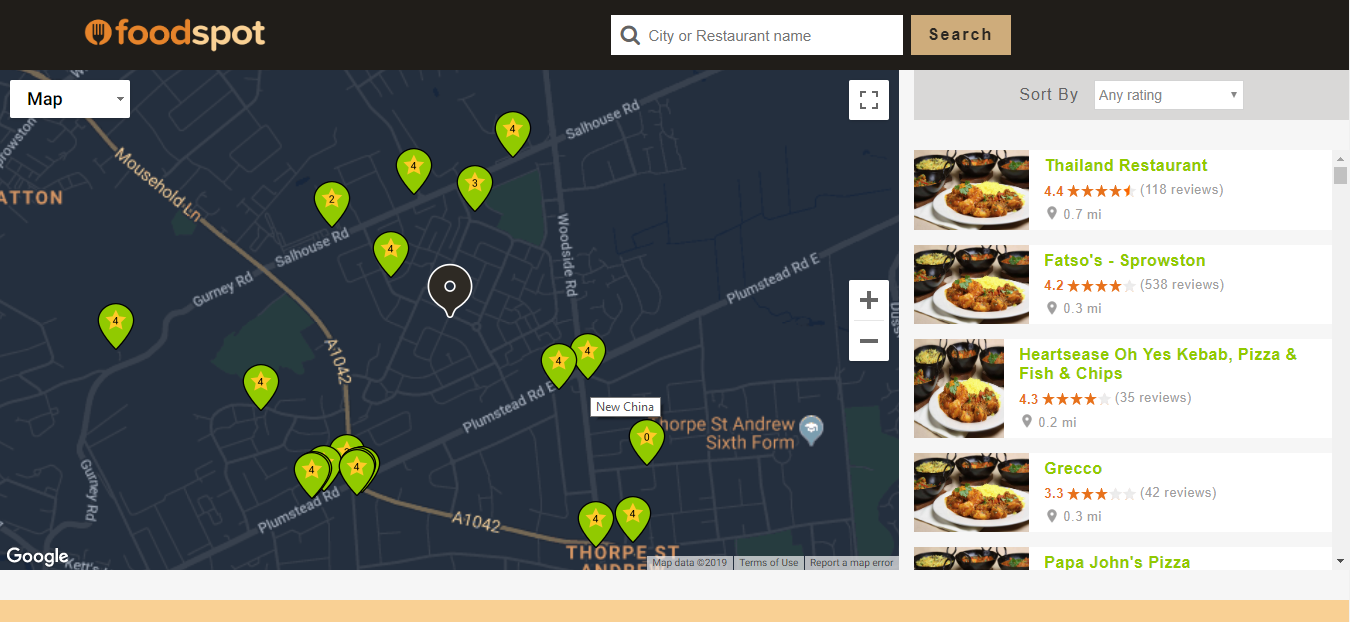 foodspot
City or Restaurant name
Search
Map
Sort By
Any rating
Salhouse Rd
Mousehold Ln
Salhouse Rd
Woodside Rd
Plumstead Rd E
Gurney Rd
A1042
Plumstead Rd E
New China
Thorpe St Andrew
Sixth Form
Gurney Rd
Plumstead Rd
A1042
THORPE ST
ANDREW
4
4
3
2
4
4
4
4
4
0
4
4
4
4
Google
Map data ©2019
Terms of Use
Report a map error
Thailand Restaurant
4.4 (118 reviews)
0.7 mi
Fatso's - Sprowston
4.2 (538 reviews)
0.3 mi
Heartsease Oh Yes Kebab, Pizza &
Fish & Chips
4.3 (35 reviews)
0.2 mi
Grecco
3.3 (42 reviews)
0.3 mi
Papa John's Pizza